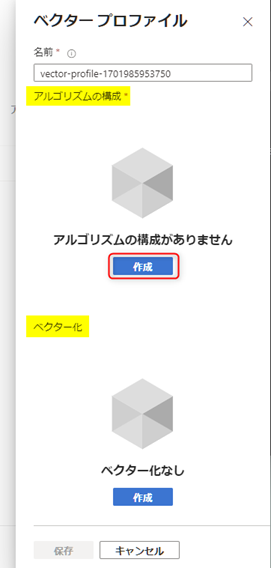 ベクター プロファイル
名前 *
vector-profile-1701985953750
アルゴリズムの構成 *
アルゴリズムの構成がありません
作成
ベクター化
ベクター化なし
作成
保存 キャンセル